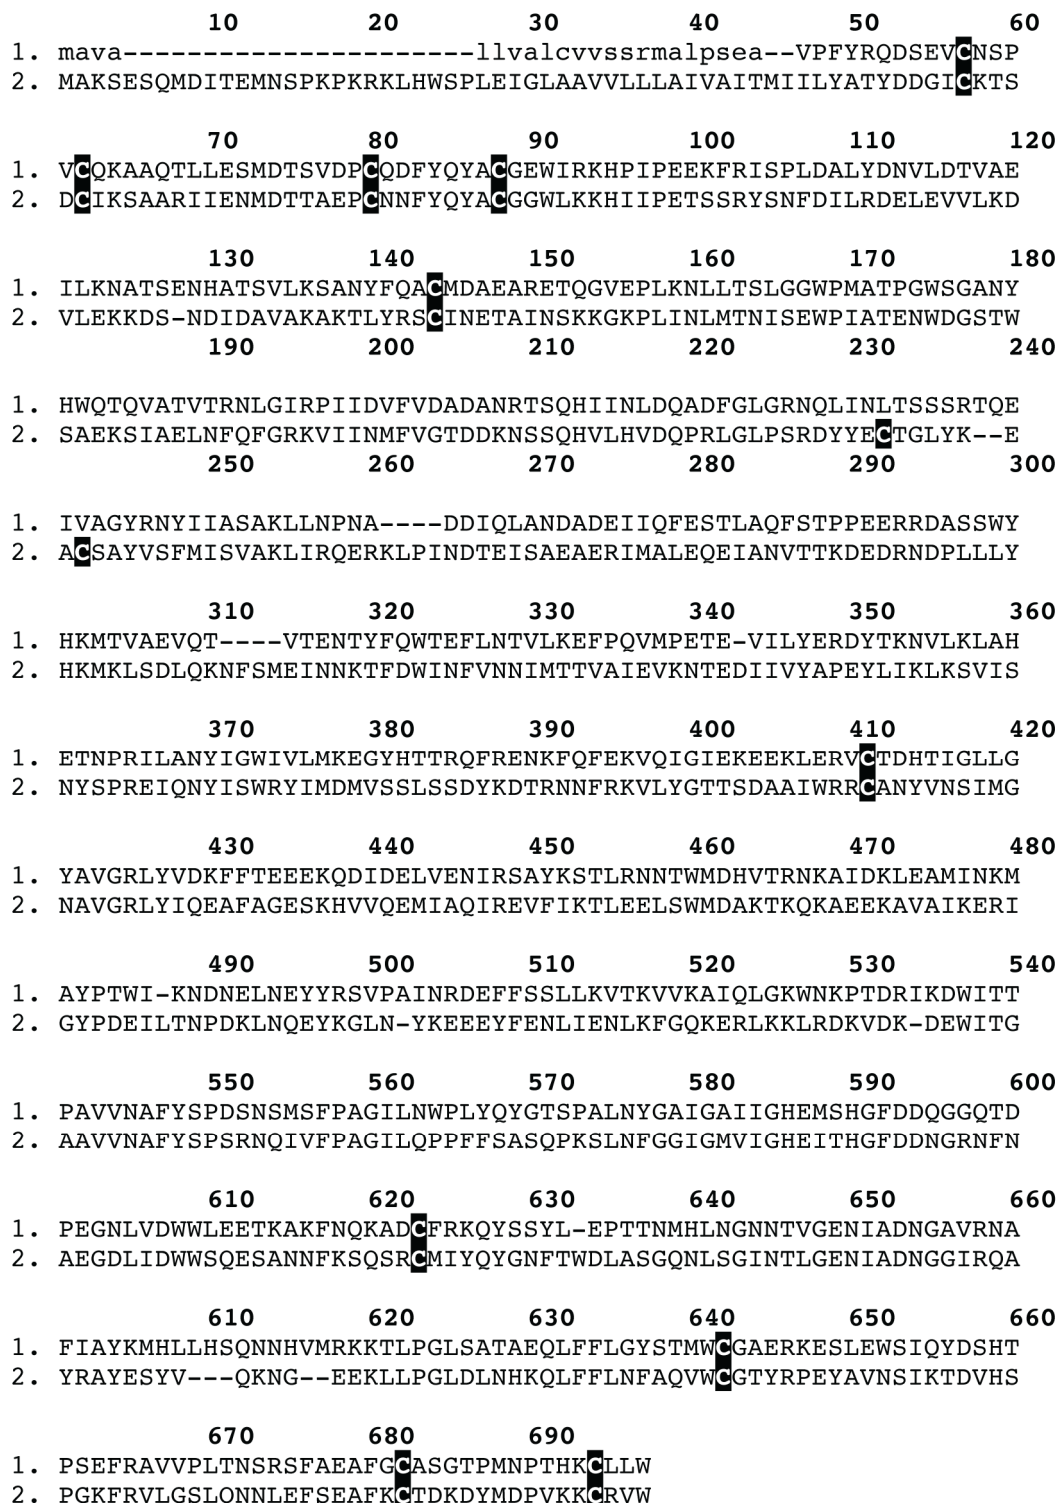 10 20 30 40 50 60
1. mava----------------------llvalcvvssrmalpsea--VPFYRQDSEVCNSP
2. MAKSESQMDITEMNSPKPKRKLHWSPLEIGLAAVVLLLAIVAITMIILYATYDDGICKTS
70 80 90 100 110 120
1. VCQKAAQTLLESMDTSVDPCQDFYQYACGEWIRKHPIPEEKFRISPLDALYDNVLDTVAE
2. DCIKSAARIIENMDTTAEPCNNFYQYACGGWLKKHIIPETSSRYSNFDILRDELEVVLKD
130 140 150 160 170 180
1. ILKNATSENHATSVLKSANYFQACMDAEARETQGVEPLKNLLTSLGGWPMATPGWSGANY
2. VLEKKDS-NDIDAVAKAKTLYRSCINETAINSKKGKPLINLMTNISEWPIATENWDGSTW
190 200 210 220 230 240
1. HWQTQVATVTRNLGIRPIIDVFVDADANRTSQHIINLDQADFGLGRNQLINLTSSSRTQE
2. SAEKSIAELNFQFGRKVIINMFVGTDDKNSSQHVLHVDQPRLGLPSRDYYECTGLYK--E
250 260 270 280 290 300
1. IVAGYRNYIIASAKLLNPNA----DDIQLANDADEIIQFESTLAQFSTPPEERRDASSWY
2. ACSAYVSFMISVAKLIRQERKLPINDTEISAEAERIMALEQEIANVTTKDEDRNDPLLLY
310 320 330 340 350 360
1. HKMTVAEVQT----VTENTYFQWTEFLNTVLKEFPQVMPETE-VILYERDYTKNVLKLAH
2. HKMKLSDLQKNFSMEINNKTFDWINFVNNIMTTVAIEVKNTEDIIVYAPEYLIKLKSVIS
370 380 390 400 410 420
1. ETNPRILANYIGWIVLMKEGYHTTRQFRENKFQFEKVQIGIEKEEKLERVCTDHTIGLLG
2. NYSPREIQNYISWRYIMDMVSSLSSDYKDTRNNFRKVLYGTTSDAAIWRRCANYVNSIMG
430 440 450 460 470 480
1. YAVGRLYVDKFFTEEEKQDIDELVENIRSAYKSTLRNNTWMDHVTRNKAIDKLEAMINKM
2. NAVGRLYIQEAFAGESKHVVQEMIAQIREVFIKTLEELSWMDAKTKQKAEEKAVAIKERI
490 500 510 520 530 540
1. AYPTWI-KNDNELNEYYRSVPAINRDEFFSSLLKVTKVVKAIQLGKWNKPTDRIKDWITT
2. GYPDEILTNPDKLNQEYKGLN-YKEEEYFENLIENLKFGQKERLKKLRDKVDK-DEWITG
550 560 570 580 590 600
1. PAVVNAFYSPDSNSMSFPAGILNWPLYQYGTSPALNYGAIGAIIGHEMSHGFDDQGGQTD
2. AAVVNAFYSPSRNQIVFPAGILQPPFFSASQPKSLNFGGIGMVIGHEITHGFDDNGRNFN
610 620 630 640 650 660
1. PEGNLVDWWLEETKAKFNQKADCFRKQYSSYL-EPTTNMHLNGNNTVGENIADNGAVRNA
2. AEGDLIDWWSQESANNFKSQSRCMIYQYGNFTWDLASGQNLSGINTLGENIADNGGIRQA
610 620 630 640 650 660
1. FIAYKMHLLHSQNNHVMRKKTLPGLSATAEQLFFLGYSTMWCGAERKESLEWSIQYDSHT
2. YRAYESYV---QKNG--EEKLLPGLDLNHKQLFFLNFAQVWCGTYRPEYAVNSIKTDVHS
670 680 690
1. PSEFRAVVPLTNSRSFAEAFGCASGTPMNPTHKCLLW
2. PGKFRVLGSLQNNLEFSEAFKCTDKDYMDPVKKCRVW